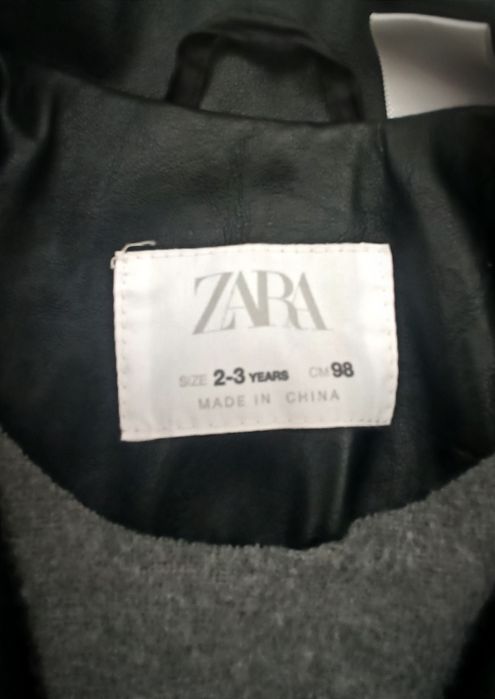 ZARA
SIZE 2-3 YEARS CM 98
MADE IN CHINA